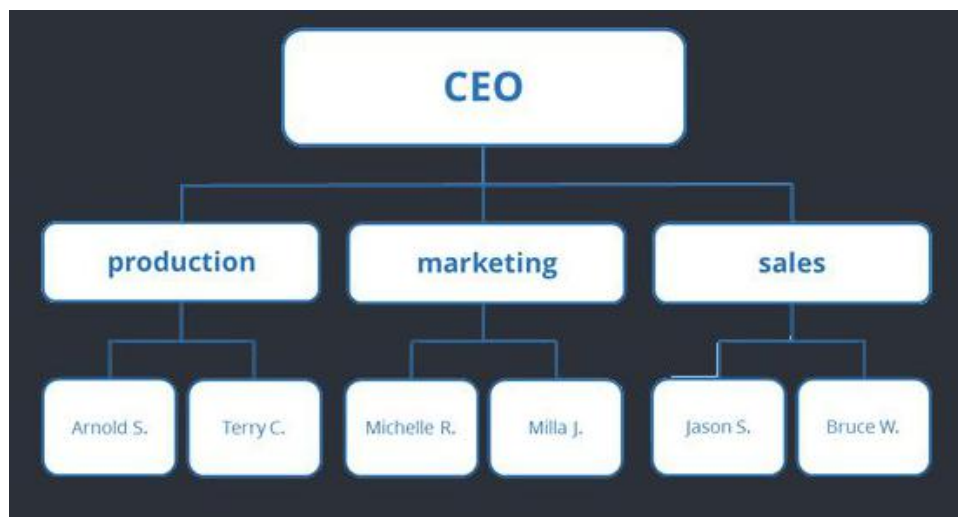 CEO
production
marketing
sales
Arnold S.
Terry C.
Michelle R.
Milla J.
Jason S.
Bruce W.